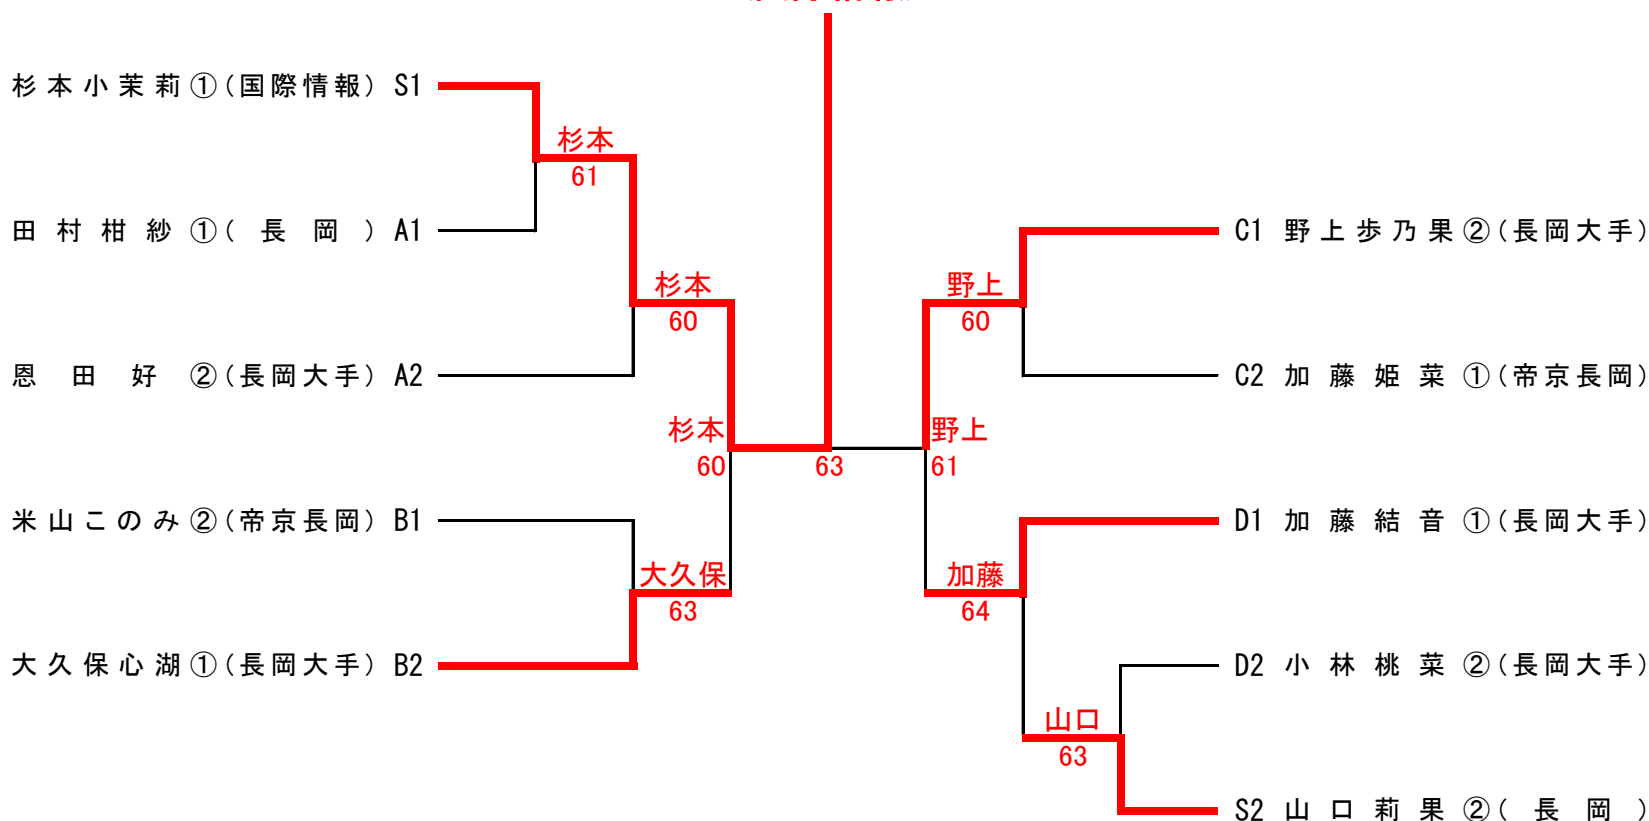 杉本小茉莉①(国際情報) S1
杉本
61
田村柑紗①(長岡) A1
C1 野上歩乃果②(長岡大手)
杉本
60
野上
60
恩田好②(長岡大手) A2
C2 加藤姫菜①(帝京長岡)
杉本
60
63
野上
61
米山このみ②(帝京長岡) B1
D1 加藤結音①(長岡大手)
大久保
63
加藤
64
大久保心湖①(長岡大手) B2
D2 小林桃菜②(長岡大手)
山口
63
S2 山口莉果②(長岡)